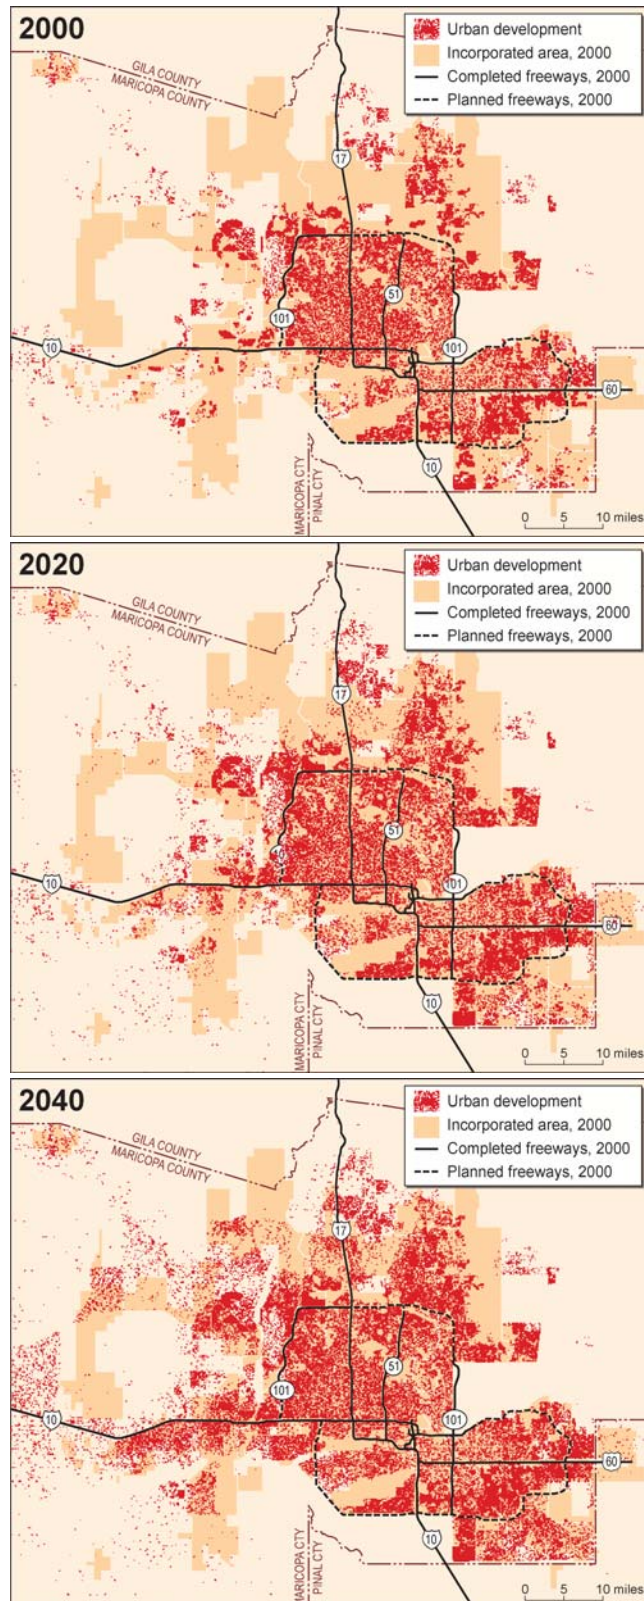 2000
Urban development
Incorporated area, 2000
Completed freeways, 2000
Planned freeways, 2000
GILA COUNTY
MARICOPA COUNTY
17
51
101
10
101
60
MARICOPA CTY
PINAL CTY
10
0 5 10 miles
2020
Urban development
Incorporated area, 2000
Completed freeways, 2000
Planned freeways, 2000
GILA COUNTY
MARICOPA COUNTY
17
51
10
101
60
MARICOPA CTY
PINAL CTY
10
0 5 10 miles
2040
Urban development
Incorporated area, 2000
Completed freeways, 2000
Planned freeways, 2000
GILA COUNTY
MARICOPA COUNTY
17
51
101
10
101
60
MARICOPA CTY
PINAL CTY
10
0 5 10 miles